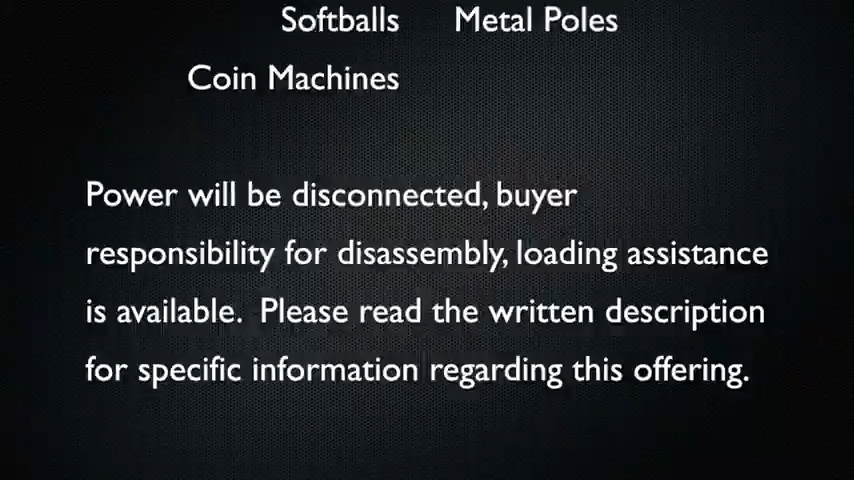 Softballs Metal Poles
Coin Machines
Power will be disconnected, buyer
responsibility for disassembly, loading assistance
is available. Please read the written description
for specific information regarding this offering.